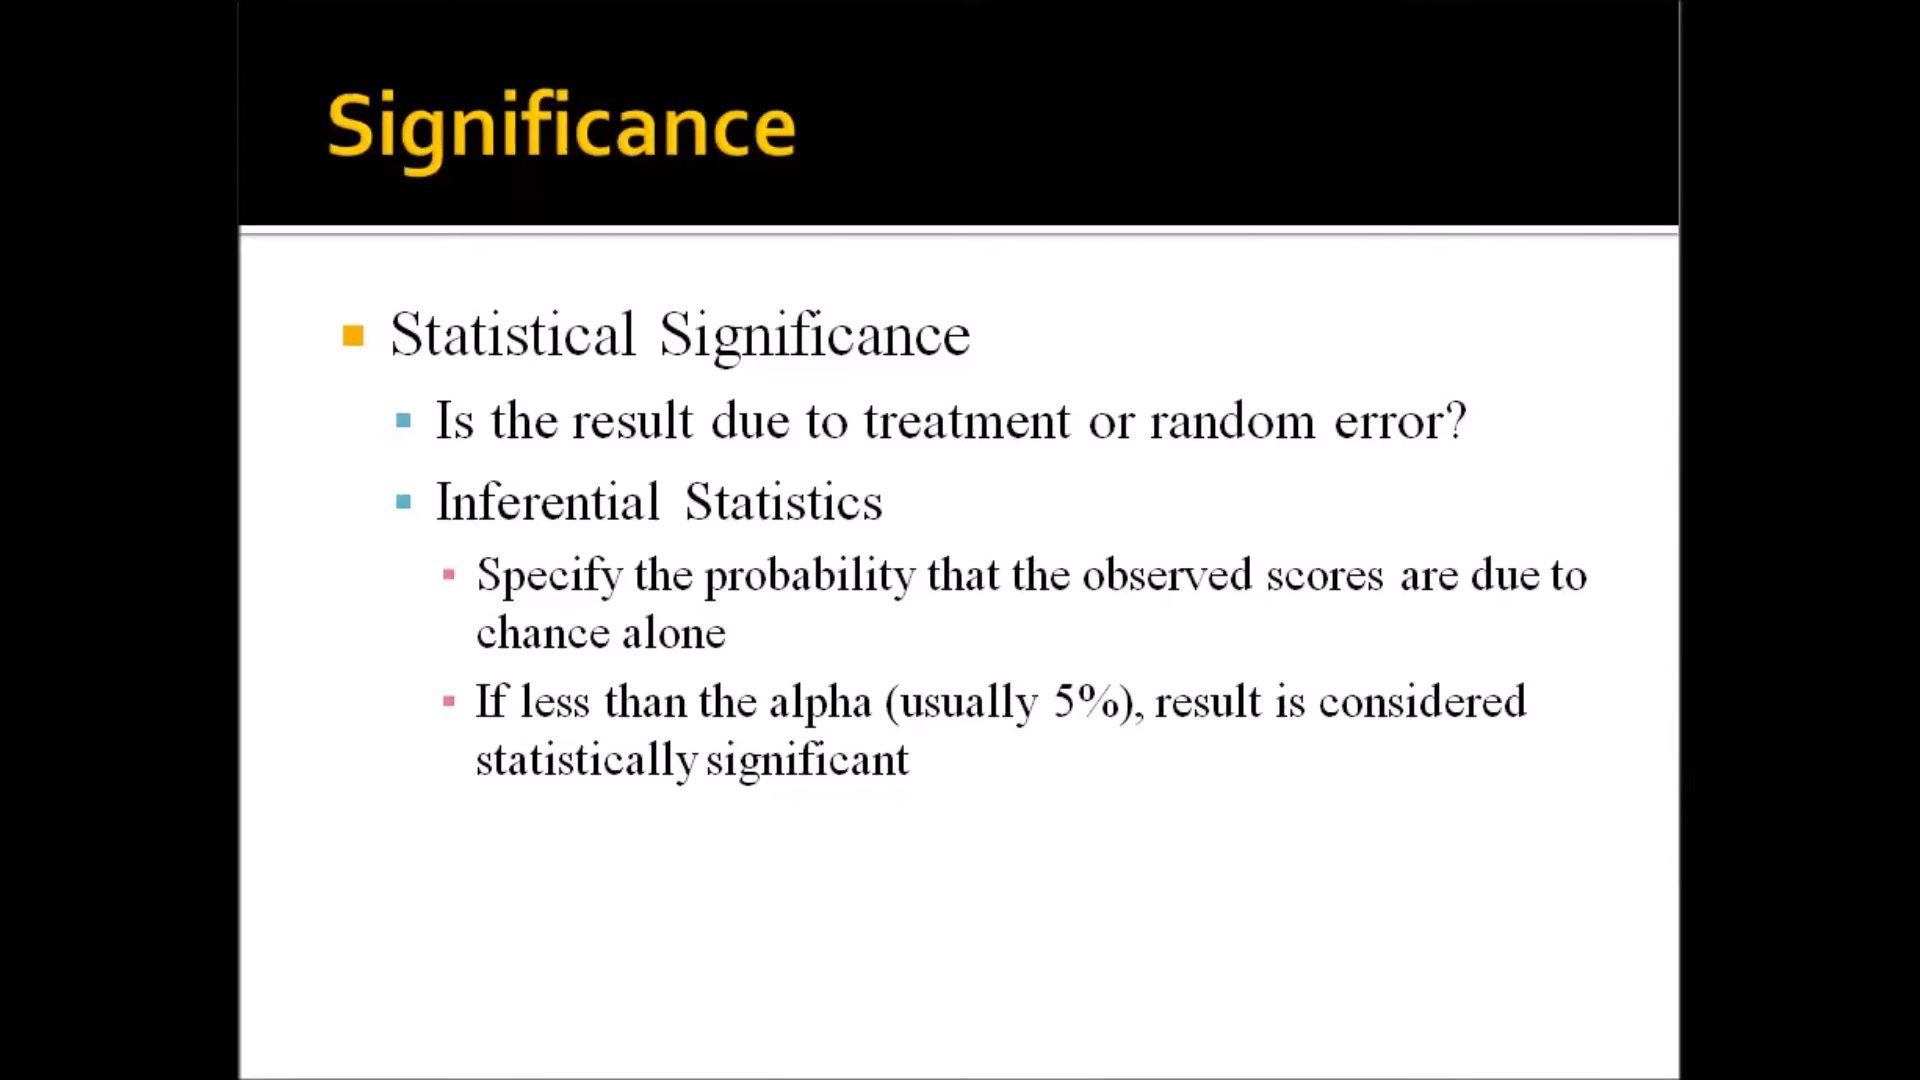 Significance
Statistical Significance
Is the result due to treatment or random error?
Inferential Statistics
Specify the probability that the observed scores are due to
chance alone
If less than the alpha (usually 5%), result is considered
statistically significant